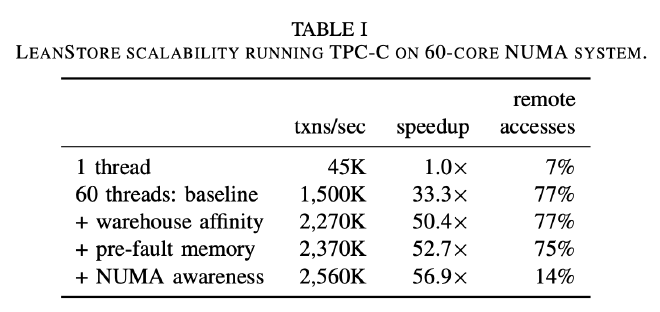 TABLE I
LEANSTORE SCALABILITY RUNNING TPC-C ON 60-CORE NUMA SYSTEM.
remote
txns/sec speedup accesses
1 thread 45K 1.0× 7%
60 threads: baseline 1,500K 33.3× 77%
+ warehouse affinity 2,270K 50.4× 77%
+ pre-fault memory 2,370K 52.7× 75%
+ NUMA awareness 2,560K 56.9× 14%